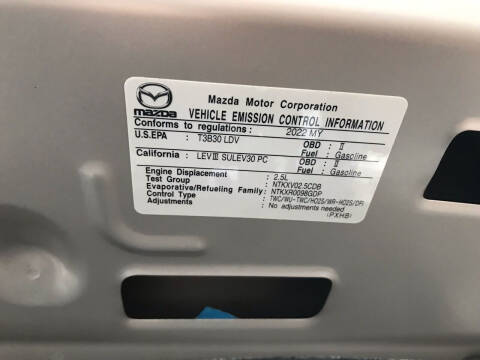 mazda
Mazda Motor Corporation
VEHICLE EMISSION CONTROL INFORMATION
Conforms to regulations : 2022 MY
U.S.EPA : T3B30 LDV OBD : II
Fuel : Gasoline
California : LEVIII SULEV30 PC OBD : II
Fuel : Gasoline
Engine Displacement : 2.5L
Test Group : NTKXV02.5CDB
Evaporative/Refueling Family : NTKXR0098GDP
Control Type : TWC/WU-TWC/HO2S/WR-HO2S/DFI
Adjustments : No adjustments needed
(PXHB)